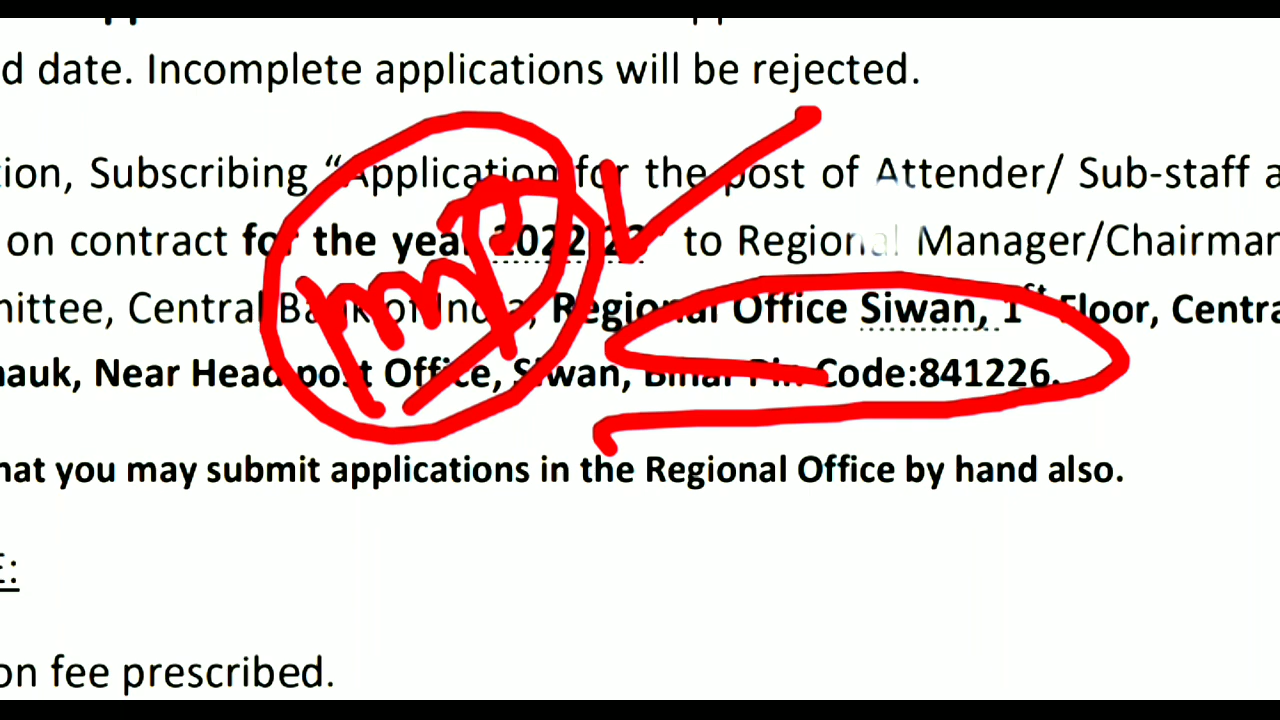 d date. Incomplete applications will be rejected.
tion, Subscribing “Application for the post of Attender/ Sub-staff a
on contract for the year 2022-23” to Regional Manager/Chairman
mittee, Central Bank of India, Regional Office Siwan, 1st Floor, Centra
hauk, Near Head post Office, Siwan, Bihar Pin Code:841226.
hat you may submit applications in the Regional Office by hand also.
E:
on fee prescribed.